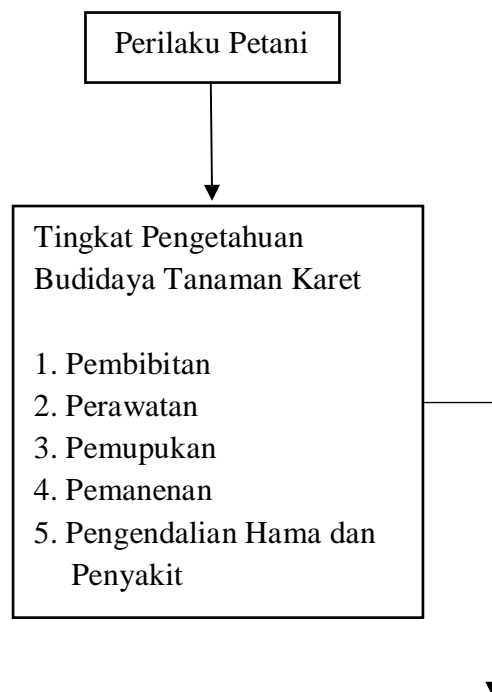 Perilaku Petani
Tingkat Pengetahuan
Budidaya Tanaman Karet
1. Pembibitan
2. Perawatan
3. Pemupukan
4. Pemanenan
5. Pengendalian Hama dan
Penyakit